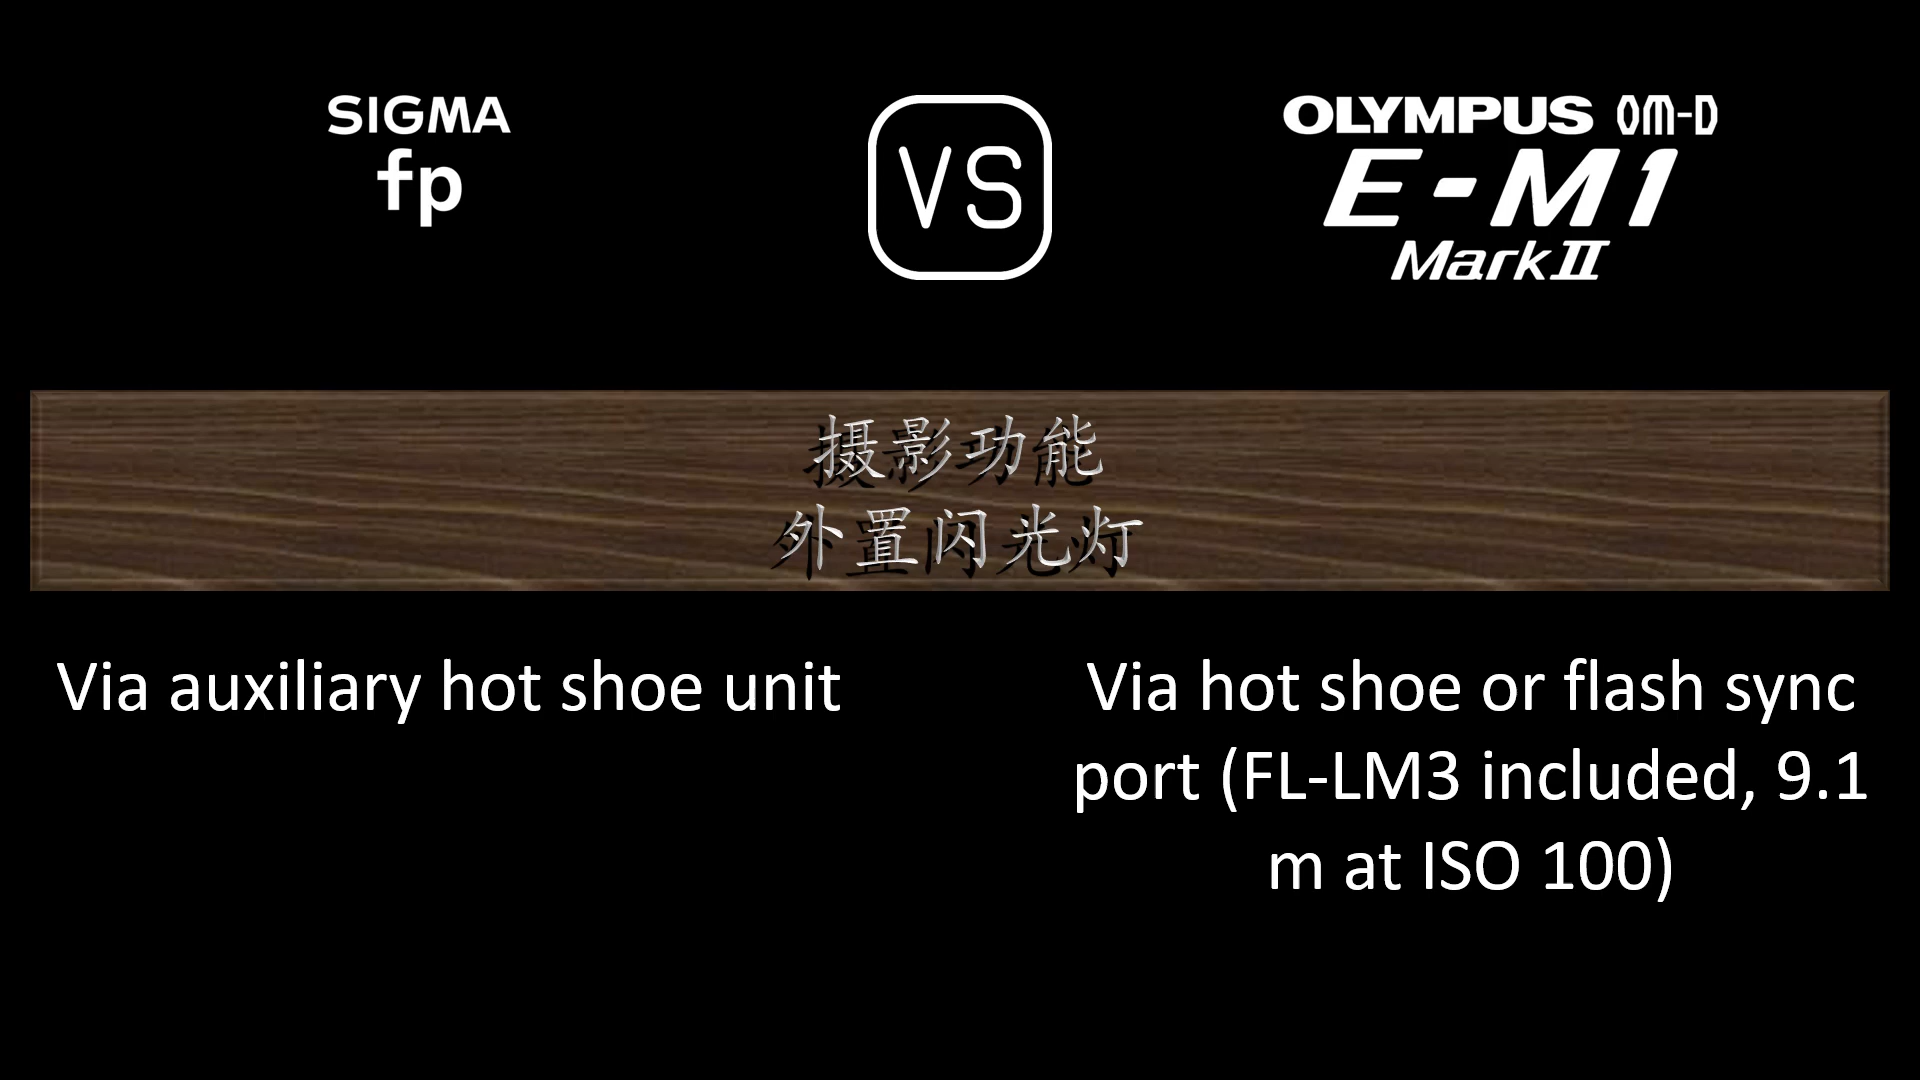 SIGMA
fp
VS
OLYMPUS OM-D
E-M1
Mark II
摄影功能
外置闪光灯
Via auxiliary hot shoe unit
Via hot shoe or flash sync
port (FL-LM3 included, 9.1
m at ISO 100)